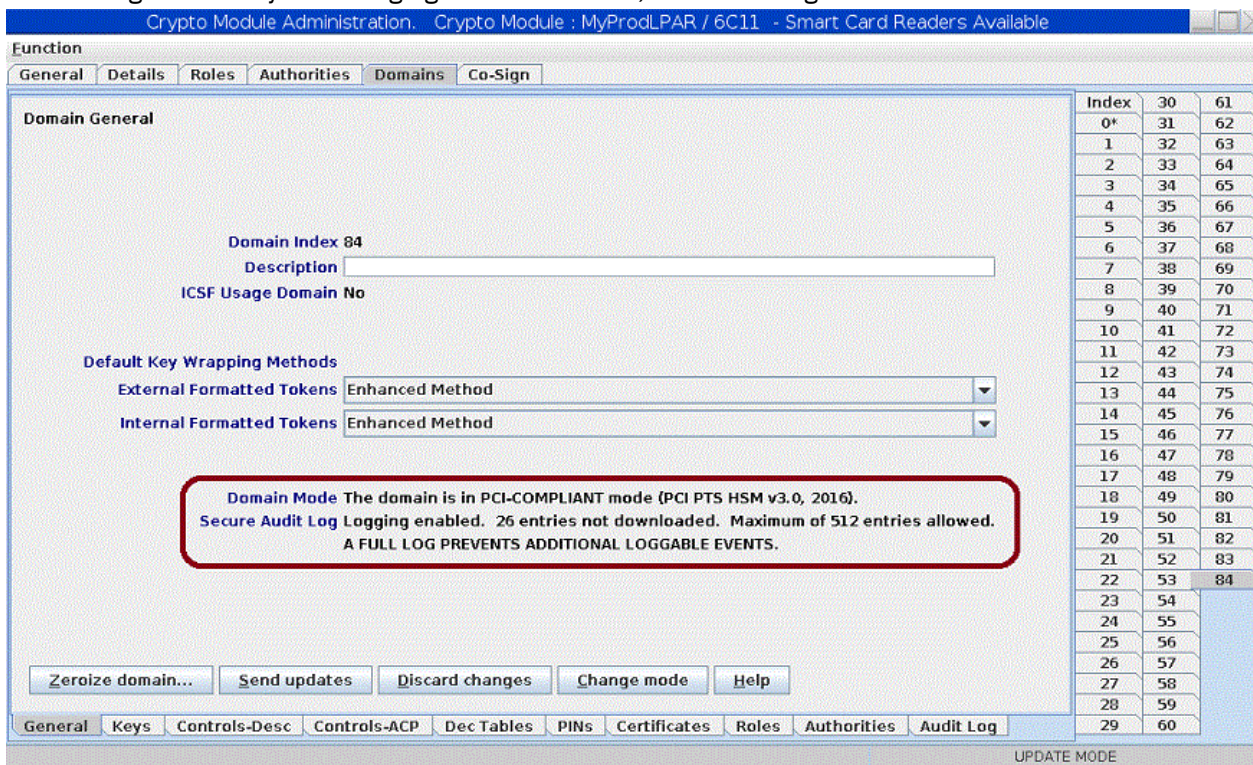 Crypto Module Administration. Crypto Module : MyProdLPAR / 6C11 - Smart Card Readers Available
Function
General Details Roles Authorities Domains Co-Sign
Domain General
Domain Index 84
Description
ICSF Usage Domain No
Default Key Wrapping Methods
External Formatted Tokens Enhanced Method
Internal Formatted Tokens Enhanced Method
Domain Mode The domain is in PCI-COMPLIANT mode (PCI PTS HSM v3.0, 2016).
Secure Audit Log Logging enabled. 26 entries not downloaded. Maximum of 512 entries allowed.
A FULL LOG PREVENTS ADDITIONAL LOGGABLE EVENTS.
Zeroize domain... Send updates Discard changes Change mode Help
General Keys Controls-Desc Controls-ACP Dec Tables PINs Certificates Roles Authorities Audit Log
Index 30 61
0* 31 62
1 32 63
2 33 64
3 34 65
4 35 66
5 36 67
6 37 68
7 38 69
8 39 70
9 40 71
10 41 72
11 42 73
12 43 74
13 44 75
14 45 76
15 46 77
16 47 78
17 48 79
18 49 80
19 50 81
20 51 82
21 52 83
22 53 84
23 54
24 55
25 56
26 57
27 58
28 59
29 60
UPDATE MODE